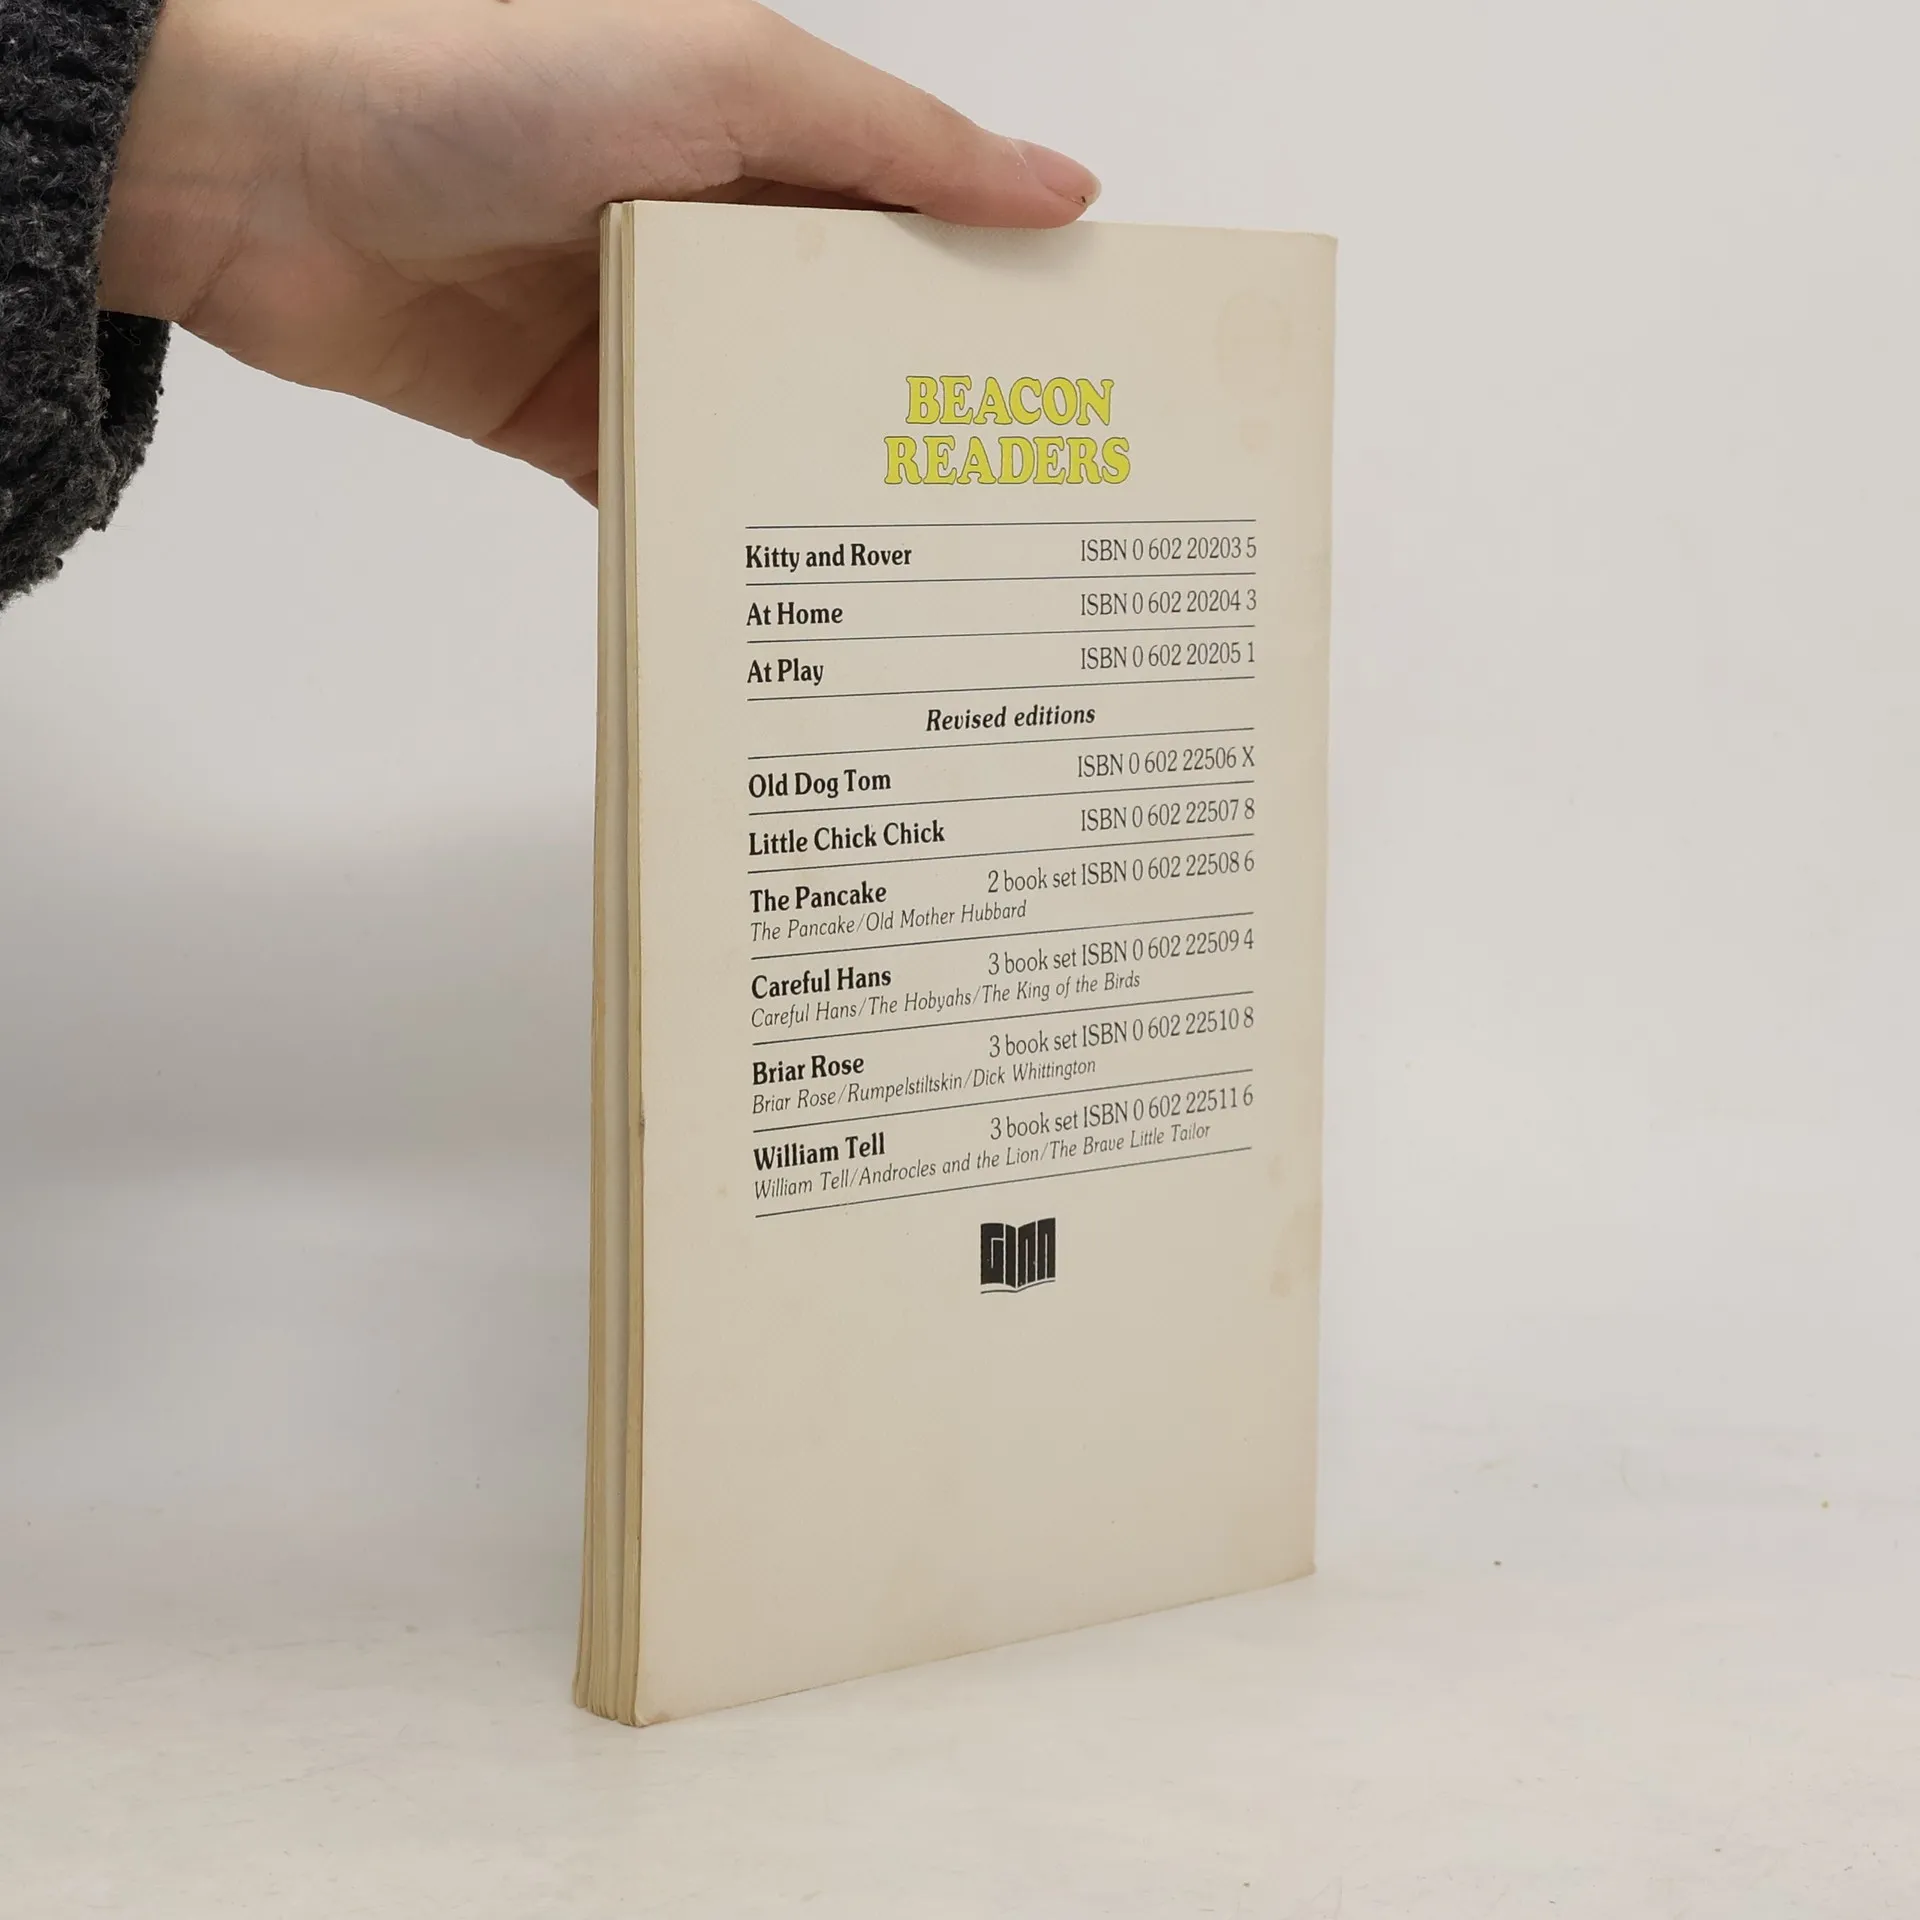 BEACON
READERS
Kitty and Rover ISBN 0 602 20203 5
At Home ISBN 0 602 20204 3
At Play ISBN 0 602 20205 1
Revised editions
Old Dog Tom ISBN 0 602 22506 X
Little Chick Chick ISBN 0 602 22507 8
The Pancake 2 book set ISBN 0 602 22508 6
The Pancake/Old Mother Hubbard
Careful Hans 3 book set ISBN 0 602 22509 4
Careful Hans/The Hobyahs/The King of the Birds
Briar Rose 3 book set ISBN 0 602 22510 8
Briar Rose/Rumpelstiltskin/Dick Whittington
William Tell 3 book set ISBN 0 602 22511 6
William Tell/Androcles and the Lion/The Brave Little Tailor
GINN